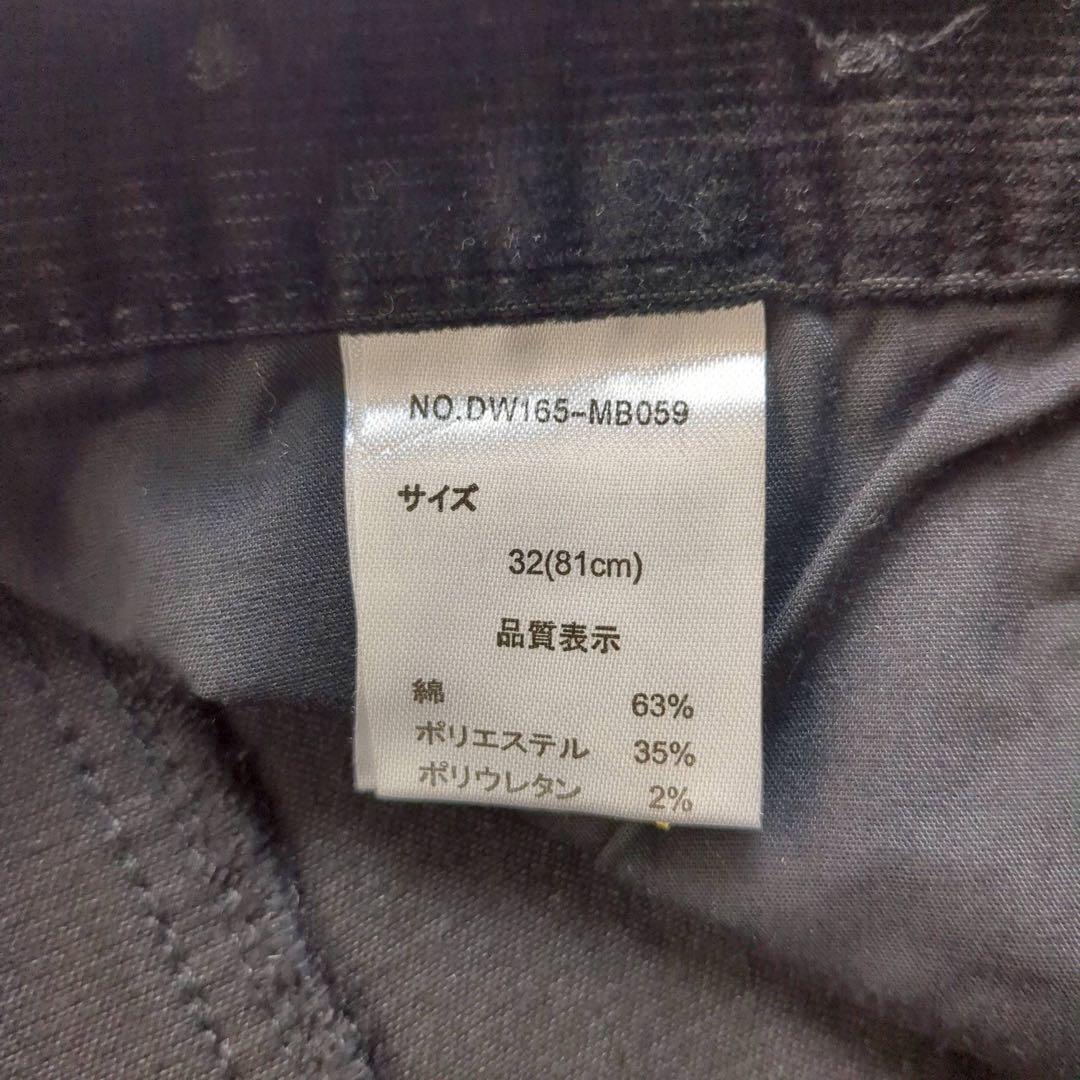 NO.DW165-MB059
サイズ
32(81cm)
品質表示
綿 63%
ポリエステル 35%
ポリウレタン 2%